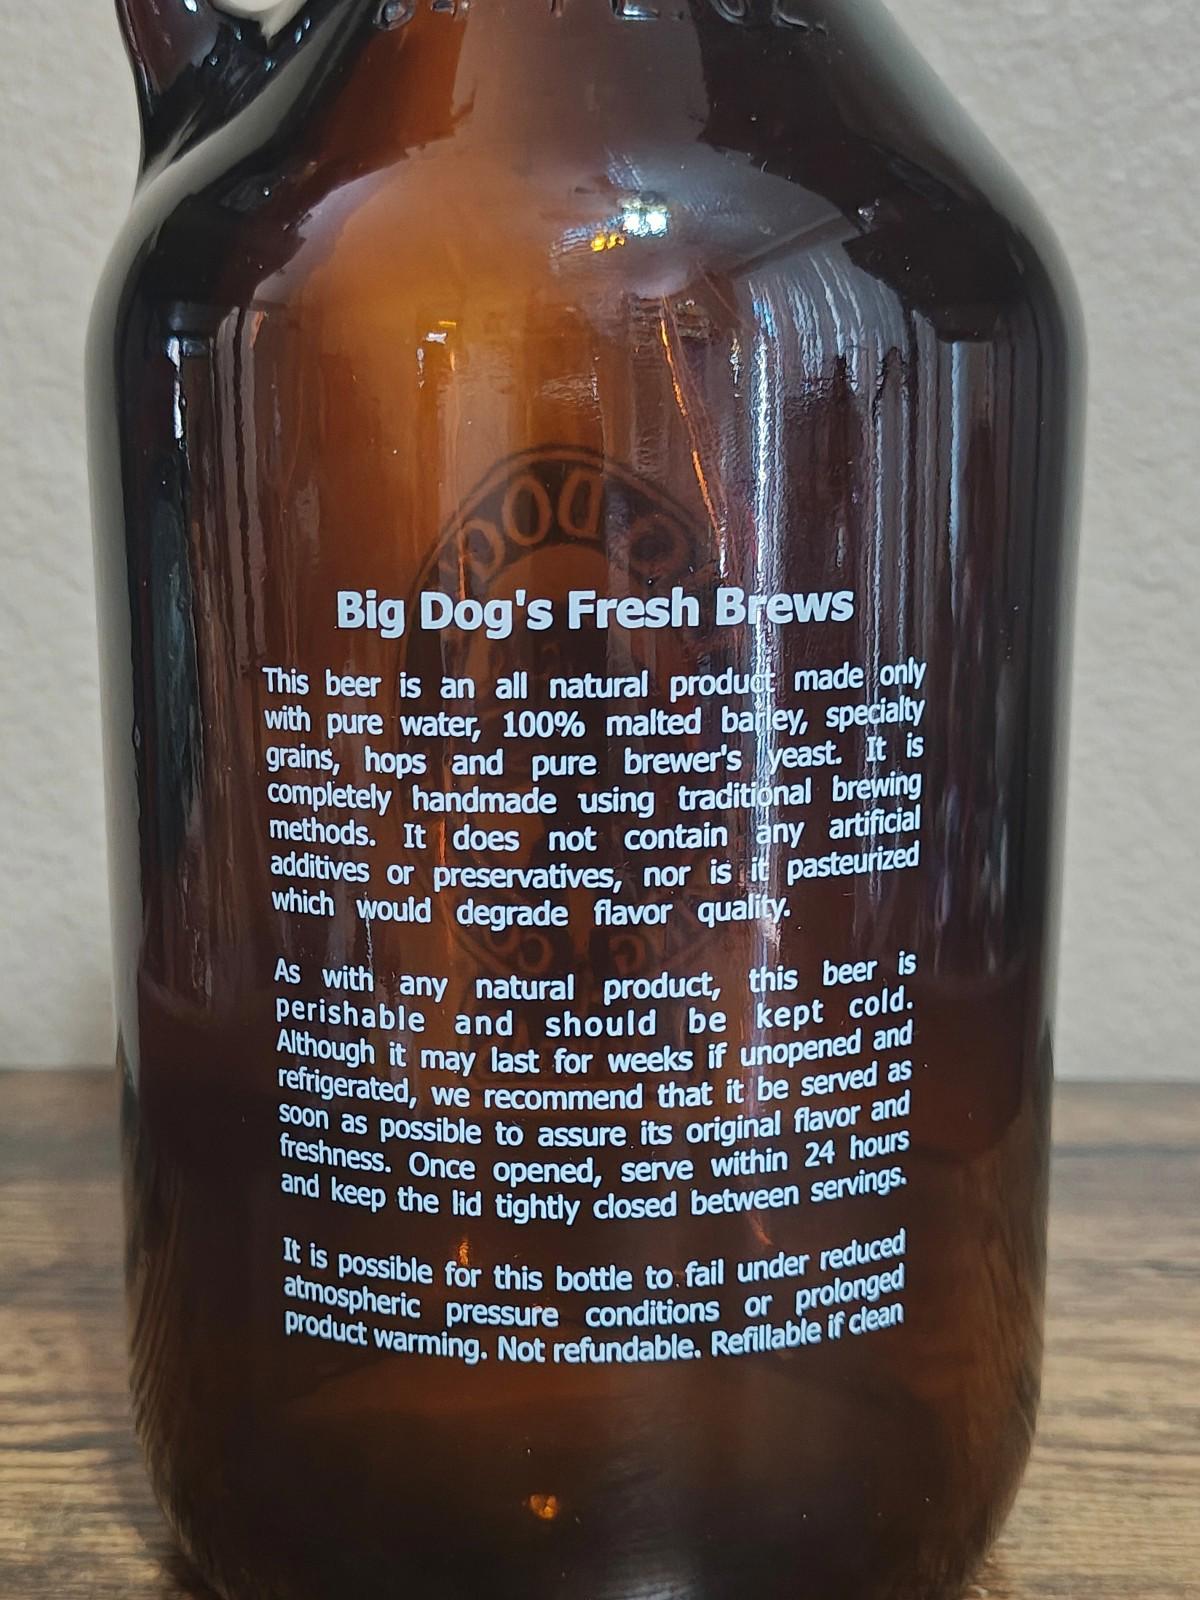 Big Dog's Fresh Brews
This beer is an all natural product made only
with pure water, 100% malted barley, specialty
grains, hops and pure brewer's yeast. It is
completely handmade using traditional brewing
methods. It does not contain any artificial
additives or preservatives, nor is it pasteurized
which would degrade flavor quality.
As with any natural product, this beer is
perishable and should be kept cold.
Although it may last for weeks if unopened and
refrigerated, we recommend that it be served as
soon as possible to assure its original flavor and
freshness. Once opened, serve within 24 hours
and keep the lid tightly closed between servings.
It is possible for this bottle to fail under reduced
atmospheric pressure conditions or prolonged
product warming. Not refundable. Refillable if clean